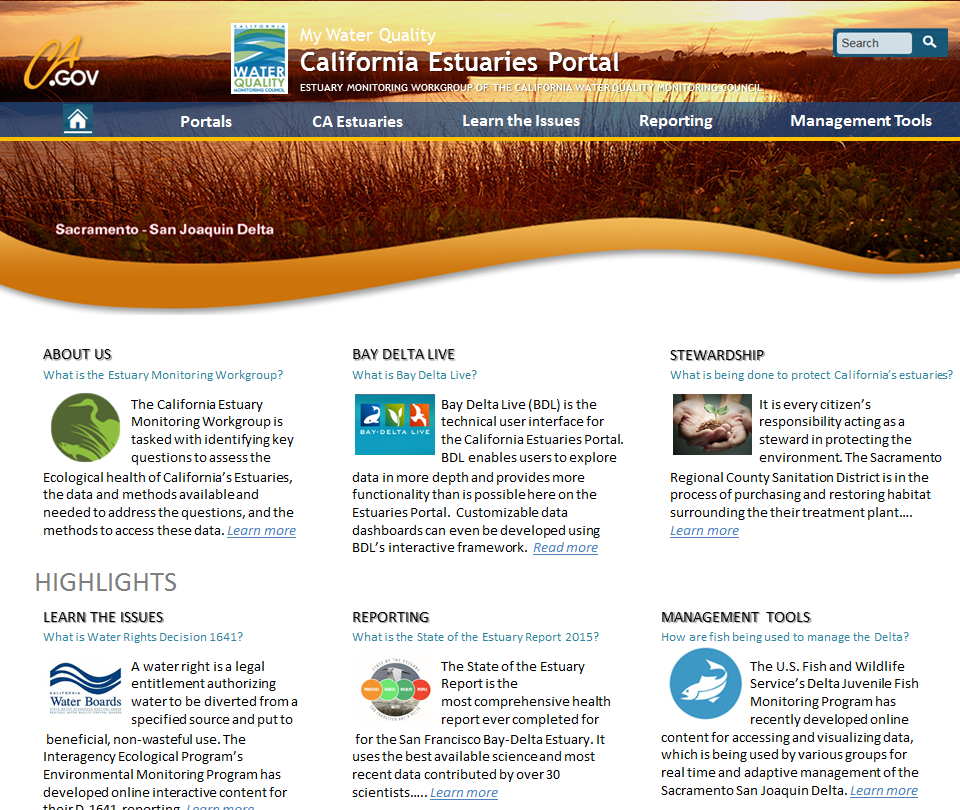 CA.GOV
CALIFORNIA
WATER
QUALITY
MONITORING COUNCIL
My Water Quality
California Estuaries Portal
ESTUARY MONITORING WORKGROUP OF THE CALIFORNIA WATER QUALITY MONITORING COUNCIL
Search
Portals CA Estuaries Learn the Issues Reporting Management Tools
Sacramento - San Joaquin Delta
ABOUT US
What is the Estuary Monitoring Workgroup?
The California Estuary
Monitoring Workgroup is
tasked with identifying key
questions to assess the
Ecological health of California's Estuaries,
the data and methods available and
needed to address the questions, and the
methods to access these data. Learn more
BAY DELTA LIVE
What is Bay Delta Live?
BAY-DELTA LIVE
Bay Delta Live (BDL) is the
technical user interface for
the California Estuaries Portal.
BDL enables users to explore
data in more depth and provides more
functionality than is possible here on the
Estuaries Portal. Customizable data
dashboards can even be developed using
BDL's interactive framework. Read more
STEWARDSHIP
What is being done to protect California's estuaries?
It is every citizen's
responsibility acting as a
steward in protecting the
environment. The Sacramento
Regional County Sanitation District is in the
process of purchasing and restoring habitat
surrounding the their treatment plant....
Learn more
HIGHLIGHTS
LEARN THE ISSUES
What is Water Rights Decision 1641?
CALIFORNIA
Water Boards
A water right is a legal
entitlement authorizing
water to be diverted from a
specified source and put to
beneficial, non-wasteful use. The
Interagency Ecological Program's
Environmental Monitoring Program has
developed online interactive content for
their D-1641 reporting. Learn more
REPORTING
What is the State of the Estuary Report 2015?
STATE OF THE ESTUARY
The State of the Estuary
Report is the
most comprehensive health
report ever completed for
for the San Francisco Bay-Delta Estuary. It
uses the best available science and most
recent data contributed by over 30
scientists..... Learn more
MANAGEMENT TOOLS
How are fish being used to manage the Delta?
The U.S. Fish and Wildlife
Service's Delta Juvenile Fish
Monitoring Program has
recently developed online
content for accessing and visualizing data,
which is being used by various groups for
real time and adaptive management of the
Sacramento San Joaquin Delta. Learn more